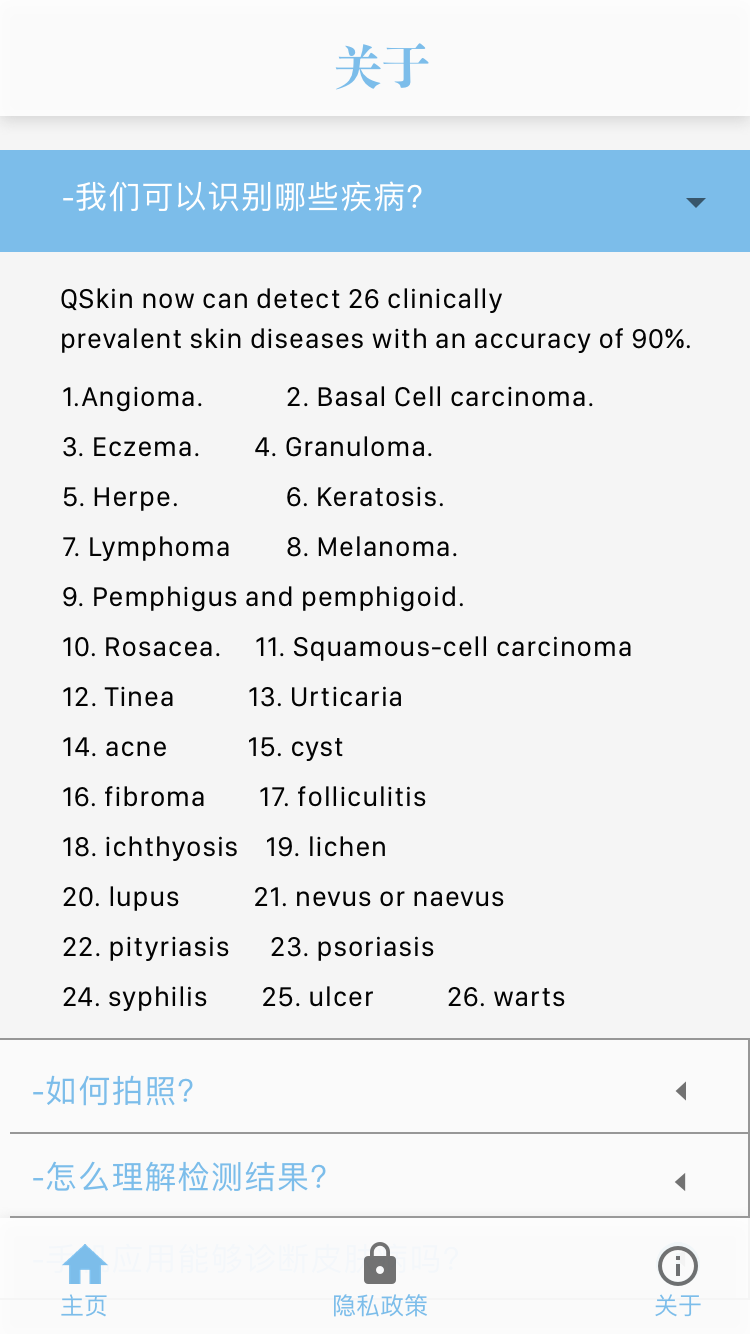 关于
-我们可以识别哪些疾病?
QSkin now can detect 26 clinically
prevalent skin diseases with an accuracy of 90%.
1.Angioma. 2. Basal Cell carcinoma.
3. Eczema. 4. Granuloma.
5. Herpe. 6. Keratosis.
7. Lymphoma 8. Melanoma.
9. Pemphigus and pemphigoid.
10. Rosacea. 11. Squamous-cell carcinoma
12. Tinea 13. Urticaria
14. acne 15. cyst
16. fibroma 17. folliculitis
18. ichthyosis 19. lichen
20. lupus 21. nevus or naevus
22. pityriasis 23. psoriasis
24. syphilis 25. ulcer 26. warts
-如何拍照?
-怎么理解检测结果?
应用能够诊断皮肤
主页 隐私政策 关于